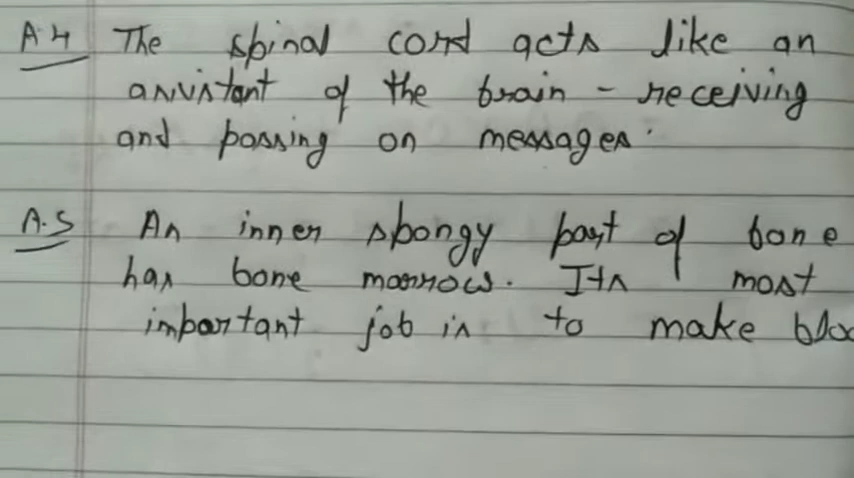 A.4 The spinal cord acts like an
assistant of the brain - receiving
and passing on messages.
A.5 An inner spongy part of bone
has bone marrow. Its most
important job is to make bloo